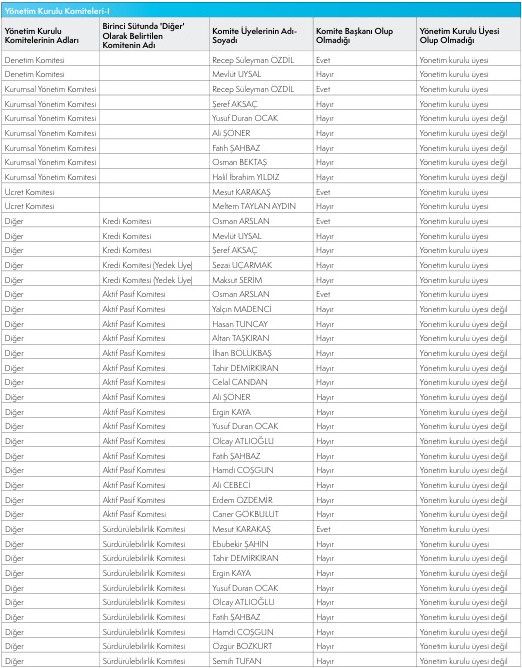 Yönetim Kurulu Komiteleri-I
Yönetim Kurulu Komitelerinin Adları | Birinci Sütunda 'Diğer' Olarak Belirtilen Komitenin Adı | Komite Üyelerinin Adı-Soyadı | Komite Başkanı Olup Olmadığı | Yönetim Kurulu Üyesi Olup Olmadığı
Denetim Komitesi Recep Süleyman ÖZDİL Evet Yönetim kurulu üyesi
Denetim Komitesi Mevlüt UYSAL Hayır Yönetim kurulu üyesi
Kurumsal Yönetim Komitesi Recep Süleyman ÖZDİL Evet Yönetim kurulu üyesi
Kurumsal Yönetim Komitesi Şeref AKSAÇ Hayır Yönetim kurulu üyesi
Kurumsal Yönetim Komitesi Yusuf Duran OCAK Hayır Yönetim kurulu üyesi değil
Kurumsal Yönetim Komitesi Ali ŞÖNER Hayır Yönetim kurulu üyesi değil
Kurumsal Yönetim Komitesi Fatih ŞAHBAZ Hayır Yönetim kurulu üyesi değil
Kurumsal Yönetim Komitesi Osman BEKTAŞ Hayır Yönetim kurulu üyesi değil
Kurumsal Yönetim Komitesi Halil İbrahim YILDIZ Hayır Yönetim kurulu üyesi değil
Ücret Komitesi Mesut KARAKAŞ Evet Yönetim kurulu üyesi
Ücret Komitesi Meltem TAYLAN AYDIN Hayır Yönetim kurulu üyesi
Diğer Kredi Komitesi Osman ARSLAN Evet Yönetim kurulu üyesi
Diğer Kredi Komitesi Mevlüt UYSAL Hayır Yönetim kurulu üyesi
Diğer Kredi Komitesi Şeref AKSAÇ Hayır Yönetim kurulu üyesi
Diğer Kredi Komitesi (Yedek Üye) Sezai UÇARMAK Hayır Yönetim kurulu üyesi
Diğer Kredi Komitesi (Yedek Üye) Maksut SERİM Hayır Yönetim kurulu üyesi
Diğer Aktif Pasif Komitesi Osman ARSLAN Evet Yönetim kurulu üyesi
Diğer Aktif Pasif Komitesi Yalçın MADENCİ Hayır Yönetim kurulu üyesi değil
Diğer Aktif Pasif Komitesi Hasan TUNCAY Hayır Yönetim kurulu üyesi değil
Diğer Aktif Pasif Komitesi Altan TAŞKIRAN Hayır Yönetim kurulu üyesi değil
Diğer Aktif Pasif Komitesi İlhan BÖLÜKBAŞ Hayır Yönetim kurulu üyesi değil
Diğer Aktif Pasif Komitesi Tahir DEMİRKIRAN Hayır Yönetim kurulu üyesi değil
Diğer Aktif Pasif Komitesi Celal CANDAN Hayır Yönetim kurulu üyesi değil
Diğer Aktif Pasif Komitesi Ali ŞÖNER Hayır Yönetim kurulu üyesi değil
Diğer Aktif Pasif Komitesi Ergin KAYA Hayır Yönetim kurulu üyesi değil
Diğer Aktif Pasif Komitesi Yusuf Duran OCAK Hayır Yönetim kurulu üyesi değil
Diğer Aktif Pasif Komitesi Olcay ATLIOĞLU Hayır Yönetim kurulu üyesi değil
Diğer Aktif Pasif Komitesi Fatih ŞAHBAZ Hayır Yönetim kurulu üyesi değil
Diğer Aktif Pasif Komitesi Hamdi COŞGUN Hayır Yönetim kurulu üyesi değil
Diğer Aktif Pasif Komitesi Ali CEBECİ Hayır Yönetim kurulu üyesi değil
Diğer Aktif Pasif Komitesi Erdem ÖZDEMİR Hayır Yönetim kurulu üyesi değil
Diğer Aktif Pasif Komitesi Caner GÖKBULUT Hayır Yönetim kurulu üyesi değil
Diğer Sürdürülebilirlik Komitesi Mesut KARAKAŞ Evet Yönetim kurulu üyesi
Diğer Sürdürülebilirlik Komitesi Ebubekir ŞAHİN Hayır Yönetim kurulu üyesi
Diğer Sürdürülebilirlik Komitesi Tahir DEMİRKIRAN Hayır Yönetim kurulu üyesi değil
Diğer Sürdürülebilirlik Komitesi Ergin KAYA Hayır Yönetim kurulu üyesi değil
Diğer Sürdürülebilirlik Komitesi Yusuf Duran OCAK Hayır Yönetim kurulu üyesi değil
Diğer Sürdürülebilirlik Komitesi Olcay ATLIOĞLU Hayır Yönetim kurulu üyesi değil
Diğer Sürdürülebilirlik Komitesi Fatih ŞAHBAZ Hayır Yönetim kurulu üyesi değil
Diğer Sürdürülebilirlik Komitesi Hamdi COŞGUN Hayır Yönetim kurulu üyesi değil
Diğer Sürdürülebilirlik Komitesi Özgür BOZKURT Hayır Yönetim kurulu üyesi değil
Diğer Sürdürülebilirlik Komitesi Semih TUFAN Hayır Yönetim kurulu üyesi değil